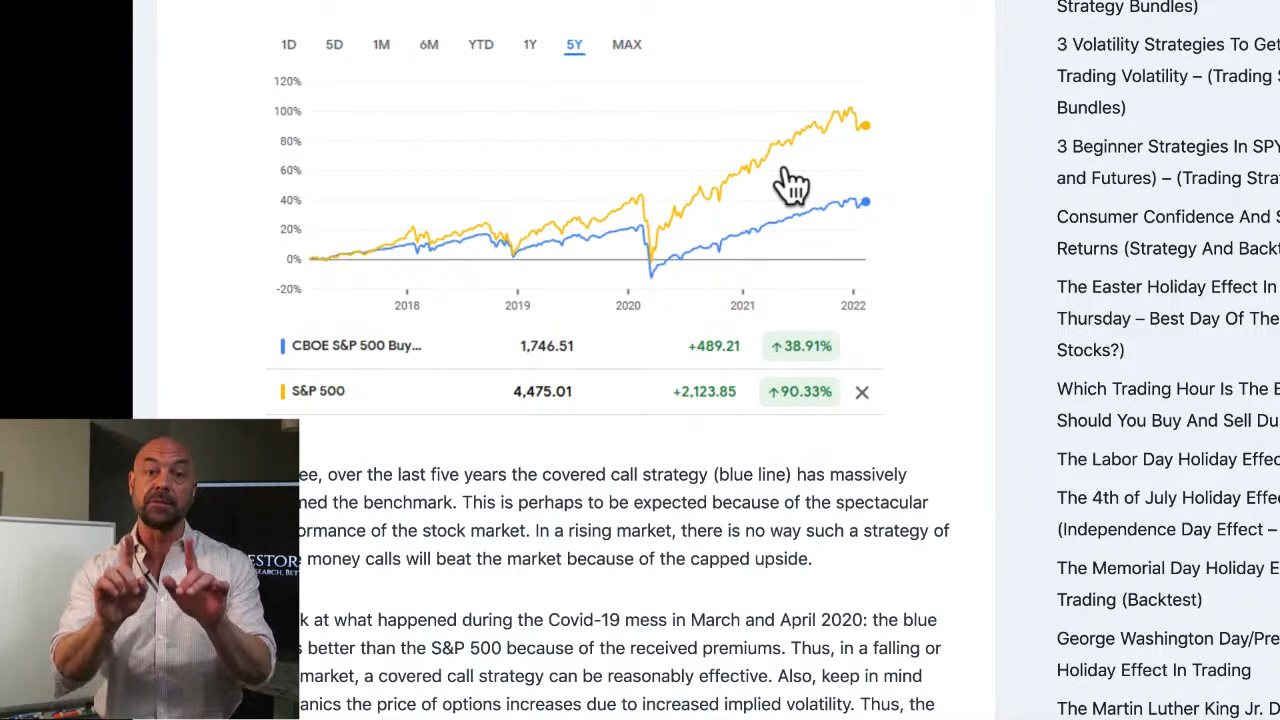 1D 5D 1M 6M YTD 1Y 5Y MAX
120%
100%
80%
60%
40%
20%
0%
-20%
2018 2019 2020 2021 2022
CBOE S&P 500 Buy... 1,746.51 +489.21 ↑38.91%
S&P 500 4,475.01 +2,123.85 ↑90.33% ×
ee, over the last five years the covered call strategy (blue line) has massively
med the benchmark. This is perhaps to be expected because of the spectacular
ormance of the stock market. In a rising market, there is no way such a strategy of
money calls will beat the market because of the capped upside.
k at what happened during the Covid-19 mess in March and April 2020: the blue
s better than the S&P 500 because of the received premiums. Thus, in a falling or
market, a covered call strategy can be reasonably effective. Also, keep in mind
anics the price of options increases due to increased implied volatility. Thus, the
Strategy Bundles)
3 Volatility Strategies To Get
Trading Volatility – (Trading S
Bundles)
3 Beginner Strategies In SPY
and Futures) – (Trading Stra
Consumer Confidence And S
Returns (Strategy And Backt
The Easter Holiday Effect In
Thursday – Best Day Of The
Stocks?)
Which Trading Hour Is The B
Should You Buy And Sell Du
The Labor Day Holiday Effec
The 4th of July Holiday Effe
(Independence Day Effect –
The Memorial Day Holiday E
Trading (Backtest)
George Washington Day/Pre
Holiday Effect In Trading
The Martin Luther King Jr. D
ESTOR
SEARCH, BET